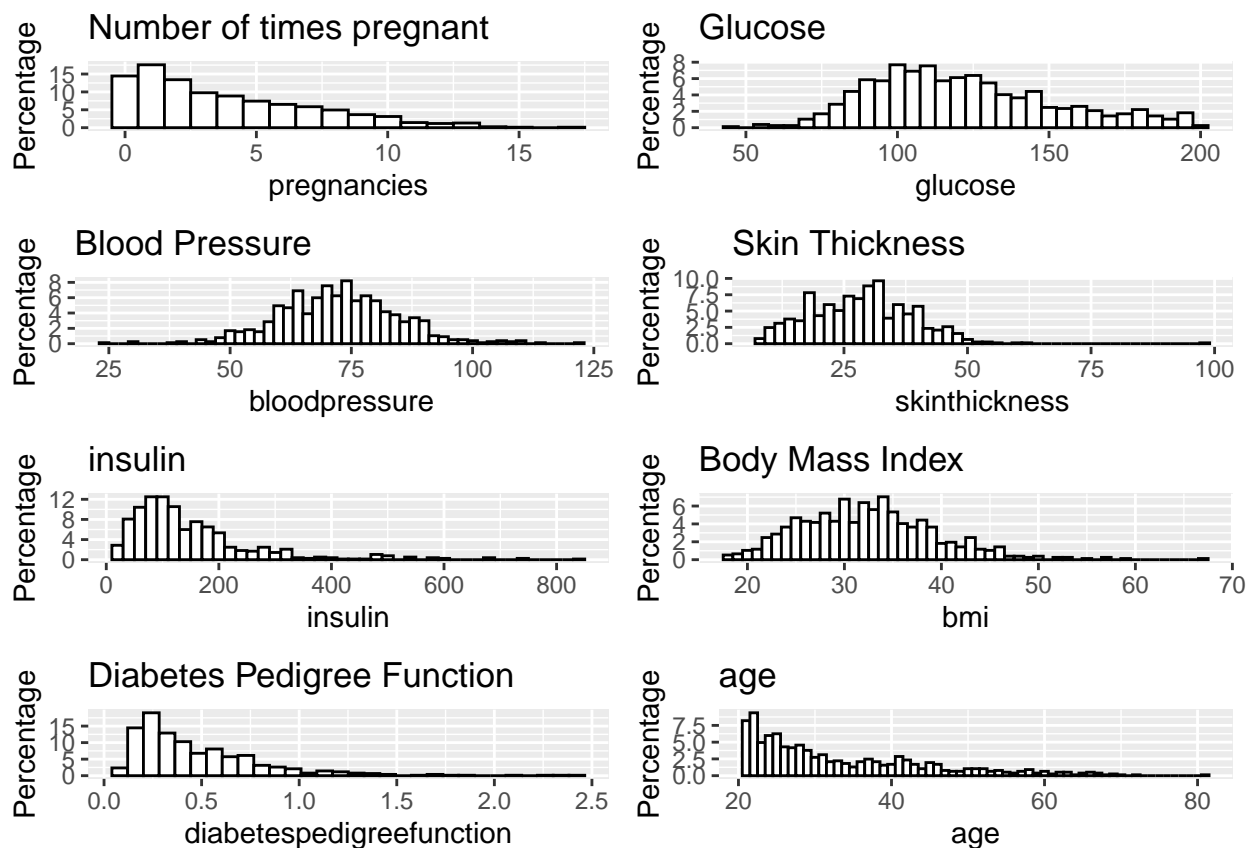 Number of times pregnant
Percentage
15
10
5
0
0 5 10 15
pregnancies
Glucose
Percentage
8
6
4
2
0
50 100 150 200
glucose
Blood Pressure
Percentage
8
6
4
2
0
25 50 75 100 125
bloodpressure
Skin Thickness
Percentage
10.0
7.5
5.0
2.5
0.0
25 50 75 100
skinthickness
insulin
Percentage
12
8
4
0
0 200 400 600 800
insulin
Body Mass Index
Percentage
6
4
2
0
20 30 40 50 60 70
bmi
Diabetes Pedigree Function
Percentage
15
10
5
0
0.0 0.5 1.0 1.5 2.0 2.5
diabetespedigreefunction
age
Percentage
7.5
5.0
2.5
0.0
20 40 60 80
age